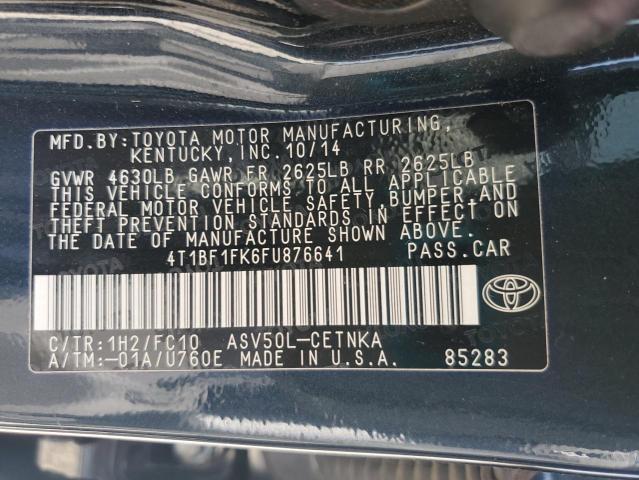 MFD.BY:TOYOTA MOTOR MANUFACTURING,
KENTUCKY,INC.10/14
GVWR 4630LB GAWR FR 2625LB RR 2625LB
THIS VEHICLE CONFORMS TO ALL APPLICABLE
FEDERAL MOTOR VEHICLE SAFETY,BUMPER,AND
THEFT PREVENTION STANDARDS IN EFFECT ON
THE DATE OF MANUFACTURE SHOWN ABOVE.
4T1BF1FK6FU876641 PASS.CAR
C/TR:1H2/FC10 ASV50L-CETNKA
A/TM:-01A/U760E MADE IN U.S.A. 85283